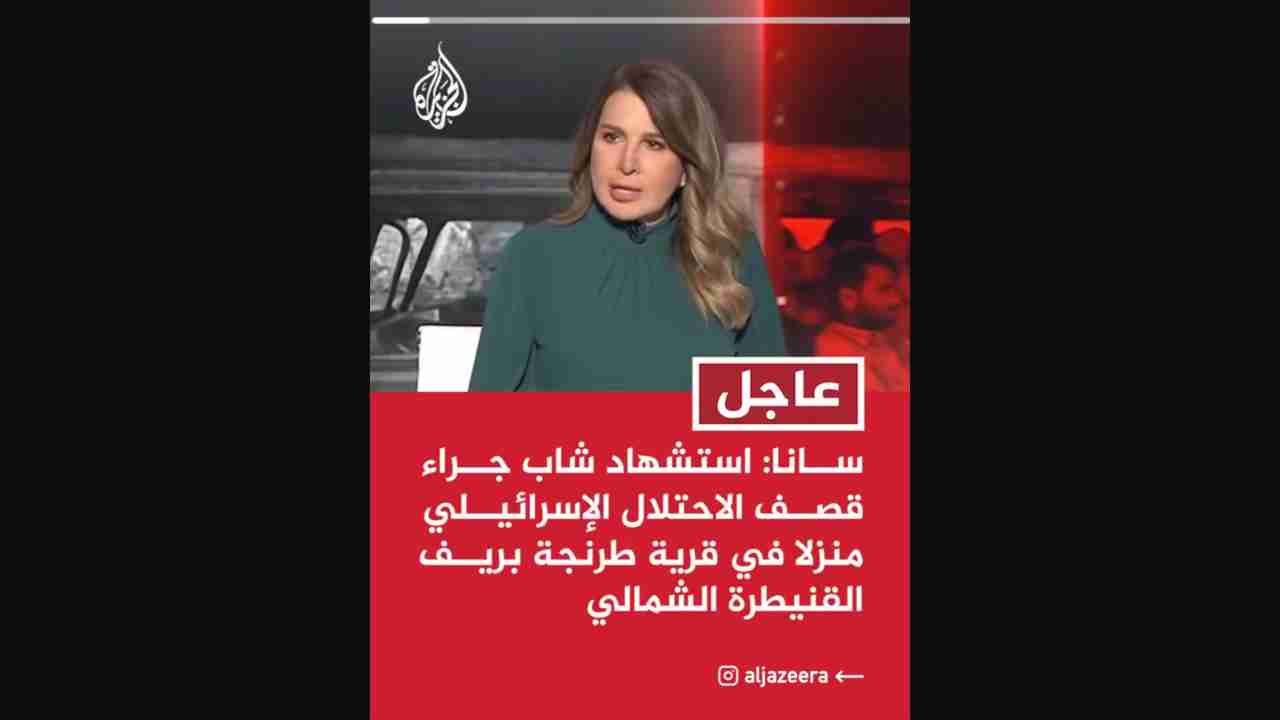 الجزيرة
عاجل
سانا: استشهاد شاب جراء
قصف الاحتلال الإسرائيلي
منزلا في قرية طرنجة بريف
القنيطرة الشمالي
aljazeera